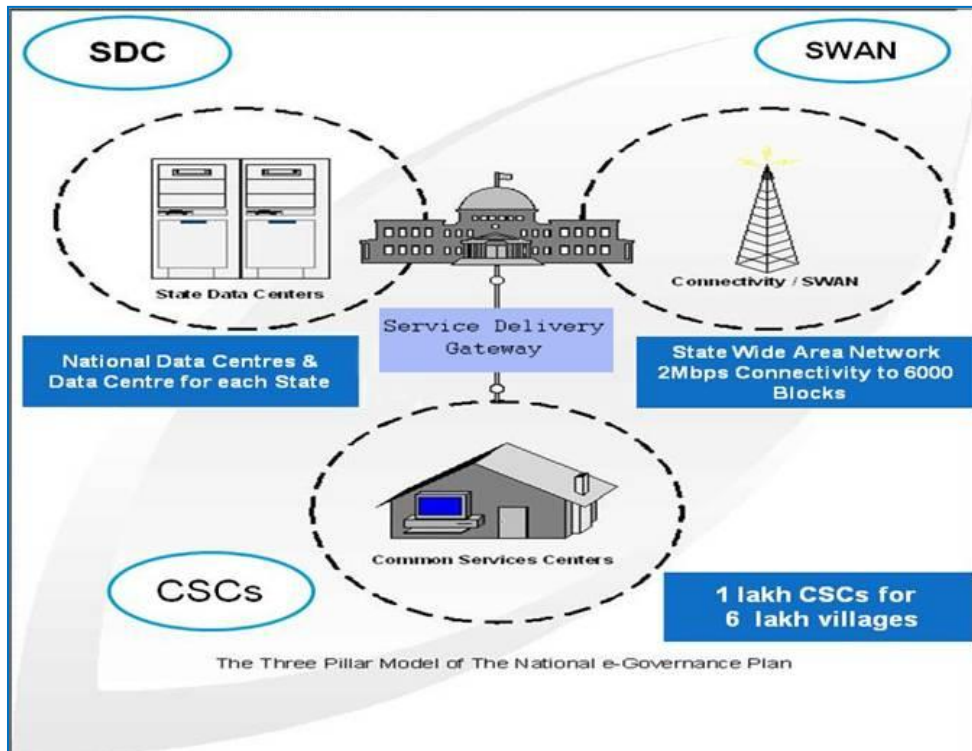 SDC
SWAN
State Data Centers
Connectivity / SWAN
Service Delivery
Gateway
National Data Centres &
Data Centre for each State
State Wide Area Network
2Mbps Connectivity to 6000
Blocks
Common Services Centers
CSCs
1 lakh CSCs for
6 lakh villages
The Three Pillar Model of The National e-Governance Plan